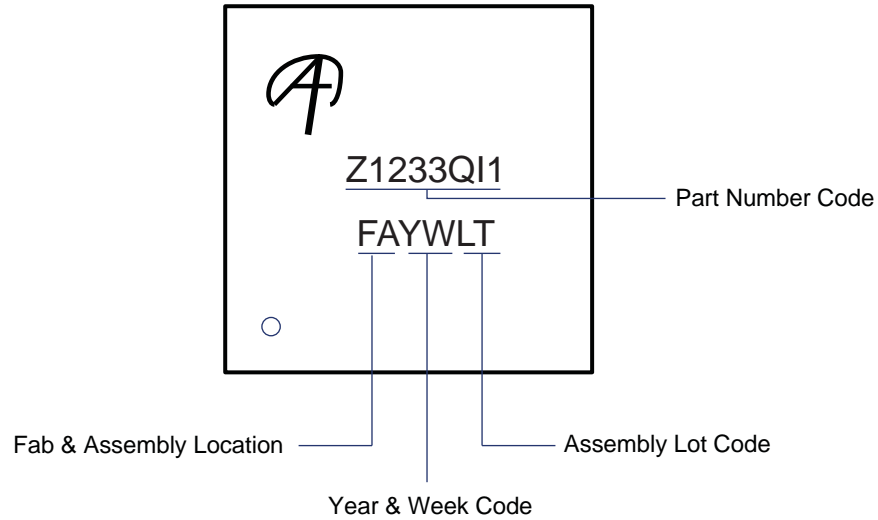 Z1233QI1
Part Number Code
FAYWLT
Fab & Assembly Location
Assembly Lot Code
Year & Week Code